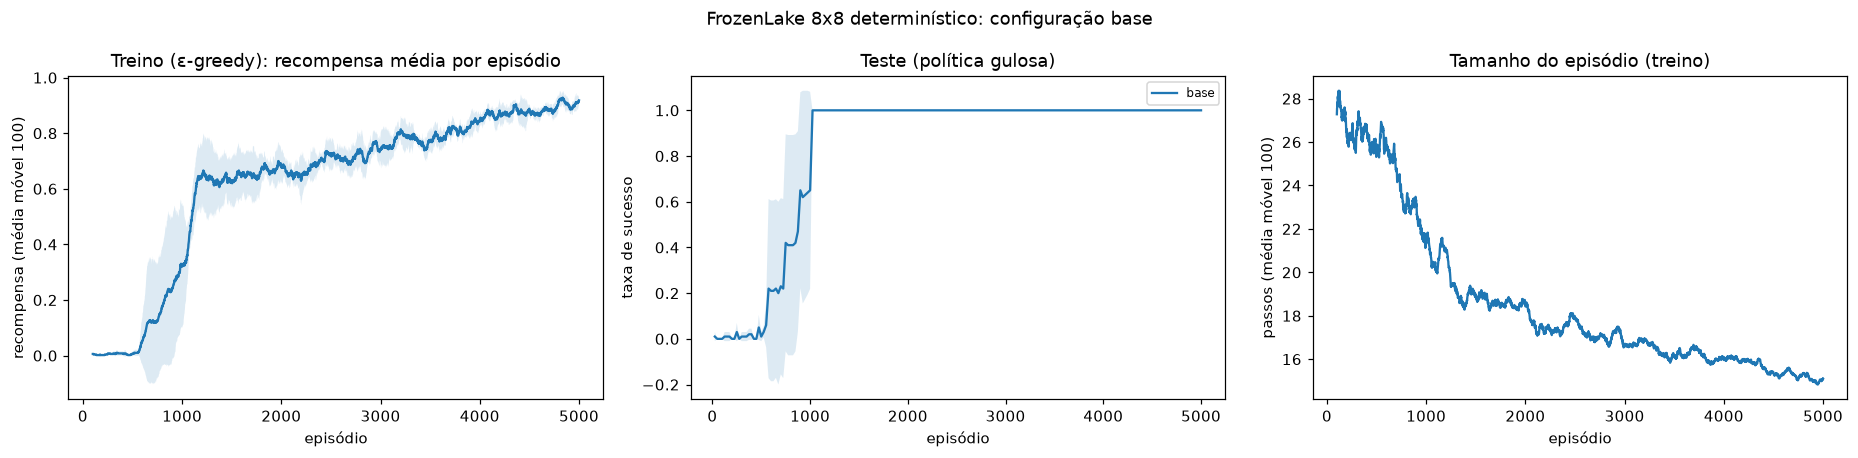 FrozenLake 8x8 determinístico: configuração base
Treino (ε-greedy): recompensa média por episódio
recompensa (média móvel 100)
1.0
0.8
0.6
0.4
0.2
0.0
0 1000 2000 3000 4000 5000
episódio
Teste (política gulosa)
base
taxa de sucesso
1.0
0.8
0.6
0.4
0.2
0.0
−0.2
0 1000 2000 3000 4000 5000
episódio
Tamanho do episódio (treino)
passos (média móvel 100)
28
26
24
22
20
18
16
0 1000 2000 3000 4000 5000
episódio